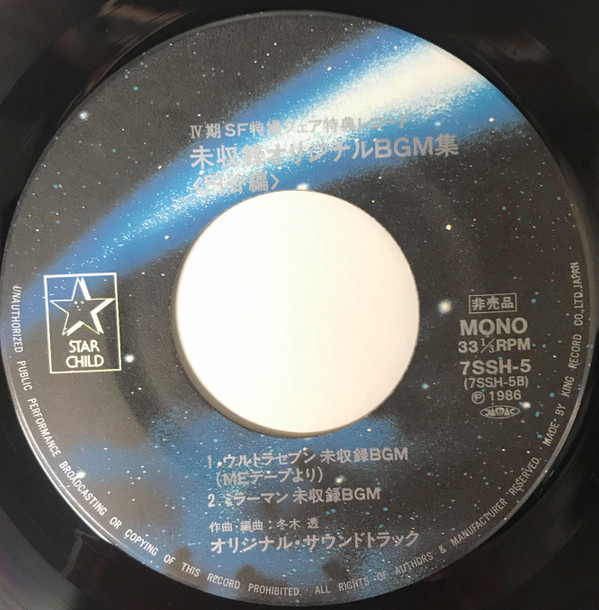 Ⅳ期SF特撮フェア特典レコード
未収録オリジナルBGM集
STAR
CHILD
非売品
MONO
33⅓RPM
7SSH-5
(7SSH-5B)
Ⓟ1986
1. ウルトラセブン 未収録BGM
(MEテープより)
2. ミラーマン 未収録BGM
作曲・編曲:冬木 透
オリジナル・サウンドトラック
UNAUTHORIZED PUBLIC PERFORMANCE BROADCASTING OR COPYING OF THIS RECORD PROHIBITED. ALL RIGHTS OF AUTHORS & MANUFACTURER RESERVED. MADE BY KING RECORD CO.,LTD.JAPAN